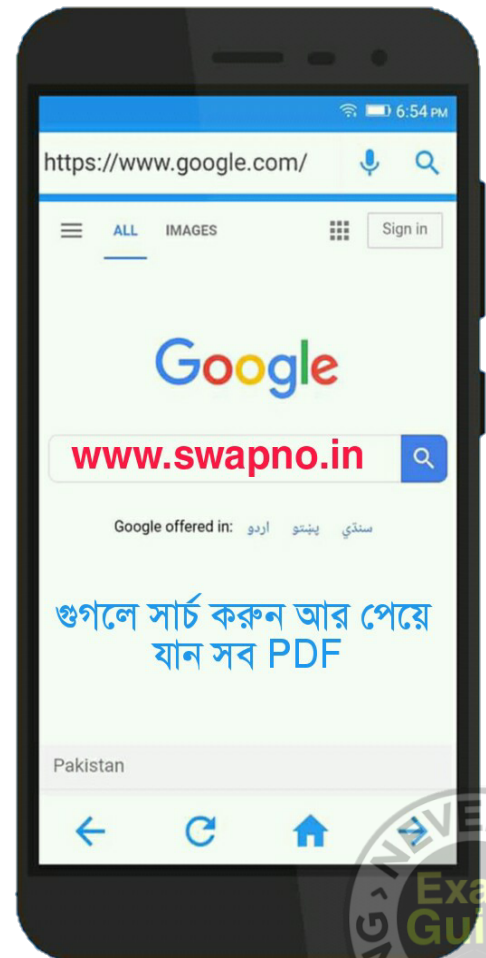 6:54 PM
https://www.google.com/
ALL IMAGES Sign in
Google
www.swapno.in
Google offered in: اردو پښتو سنڌي
গুগলে সার্চ করুন আর পেয়ে
যান সব PDF
Pakistan